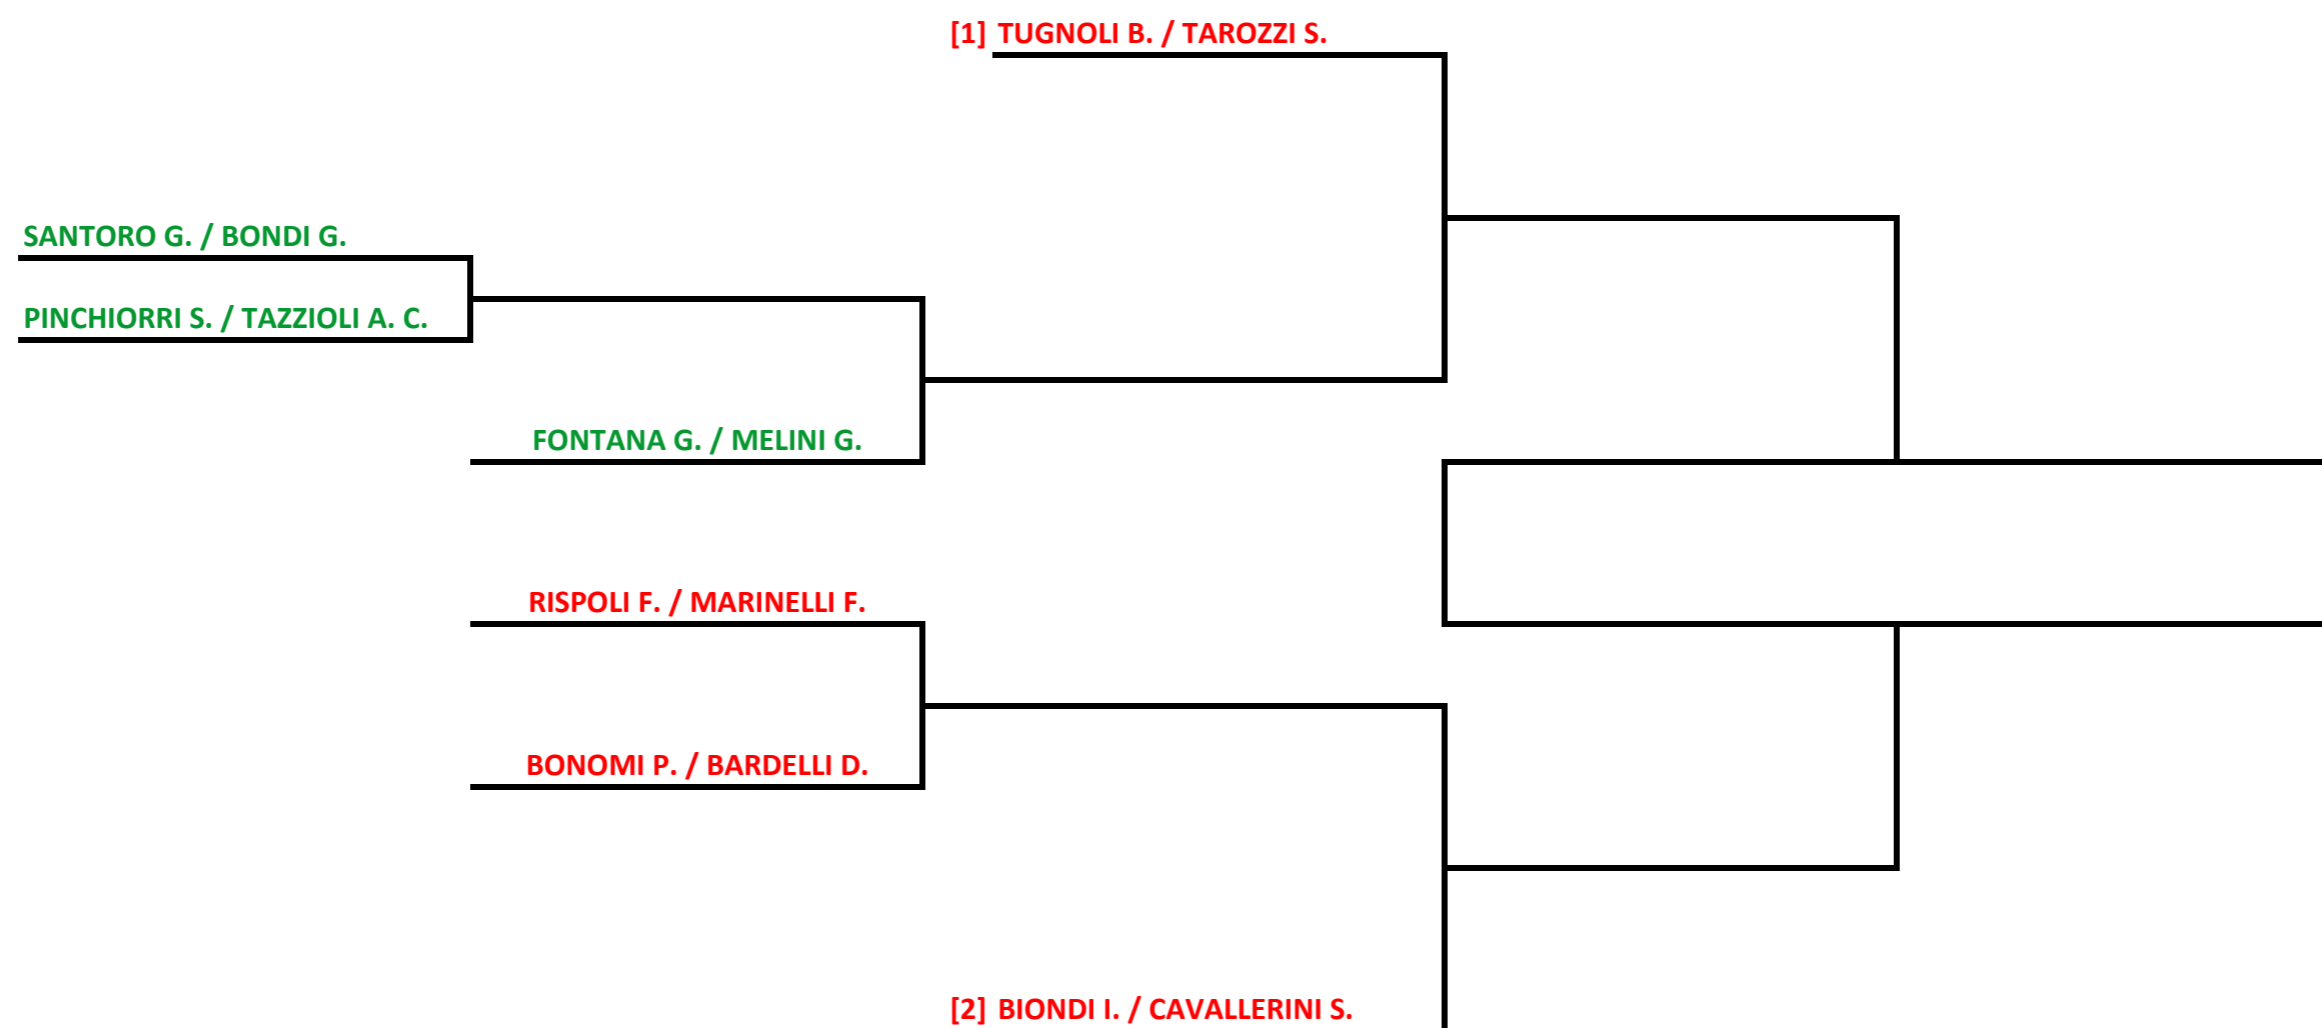 [1] TUGNOLI B. / TAROZZI S.
SANTORO G. / BONDI G.
PINCHIORRI S. / TAZZIOLI A. C.
FONTANA G. / MELINI G.
RISPOLI F. / MARINELLI F.
BONOMI P. / BARDELLI D.
[2] BIONDI I. / CAVALLERINI S.